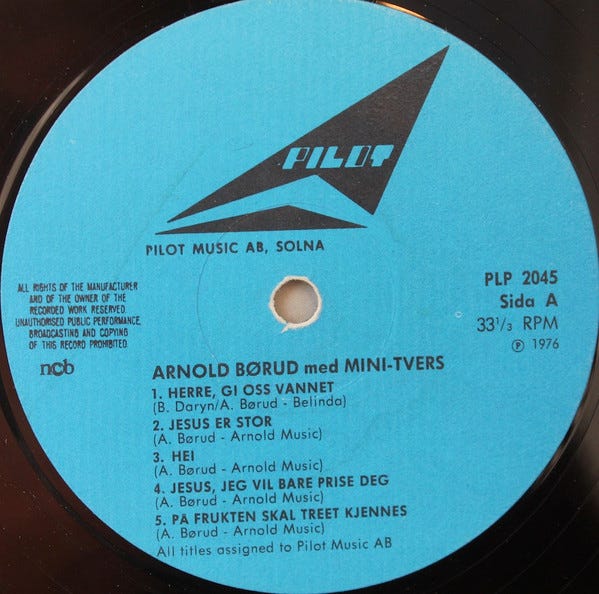 PILOT
PILOT MUSIC AB, SOLNA
ALL RIGHTS OF THE MANUFACTURER
AND OF THE OWNER OF THE
RECORDED WORK RESERVED.
UNAUTHORISED PUBLIC PERFORMANCE,
BROADCASTING AND COPYING
OF THIS RECORD PROHIBITED.
ncb
PLP 2045
Sida A
33 1/3 RPM
Ⓟ 1976
ARNOLD BØRUD med MINI-TVERS
1. HERRE, GI OSS VANNET
(B. Daryn/A. Børud - Belinda)
2. JESUS ER STOR
(A. Børud - Arnold Music)
3. HEI
(A. Børud - Arnold Music)
4. JESUS, JEG VIL BARE PRISE DEG
(A. Børud - Arnold Music)
5. PA FRUKTEN SKAL TREET KJENNES
(A. Børud - Arnold Music)
All titles assigned to Pilot Music AB